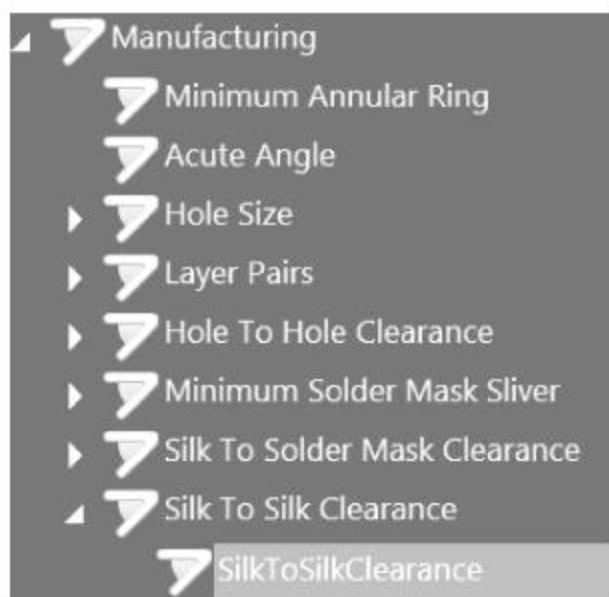 Manufacturing
Minimum Annular Ring
Acute Angle
Hole Size
Layer Pairs
Hole To Hole Clearance
Minimum Solder Mask Sliver
Silk To Solder Mask Clearance
Silk To Silk Clearance
SilkToSilkClearance